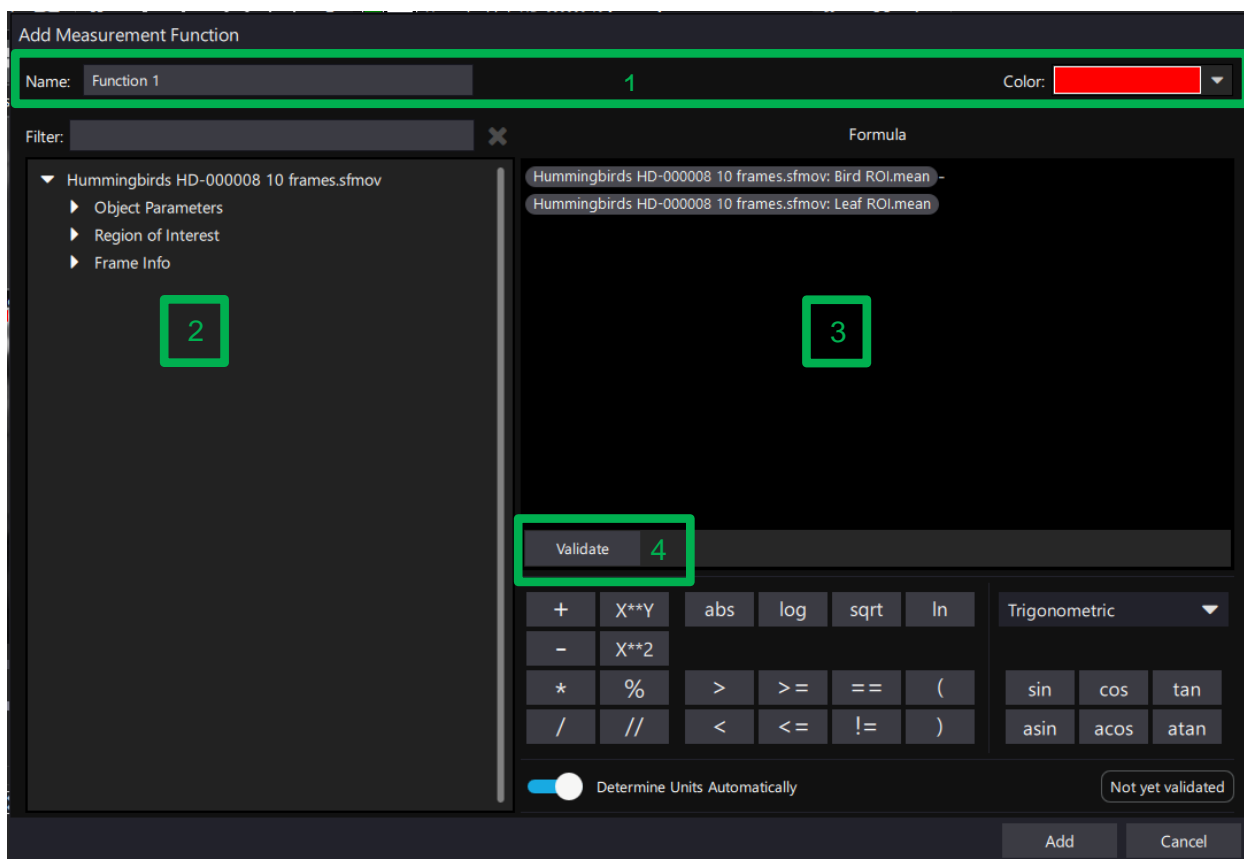 Add Measurement Function
Name: Function 1 1 Color:
Filter: Formula
Hummingbirds HD-000008 10 frames.sfmov
Object Parameters
Region of Interest
Frame Info
2
Hummingbirds HD-000008 10 frames.sfmov: Bird ROI.mean -
Hummingbirds HD-000008 10 frames.sfmov: Leaf ROI.mean
3
Validate 4
+ X**Y abs log sqrt ln Trigonometric
- X**2
* % > >= == ( sin cos tan
/ // < <= != ) asin acos atan
Determine Units Automatically Not yet validated
Add Cancel